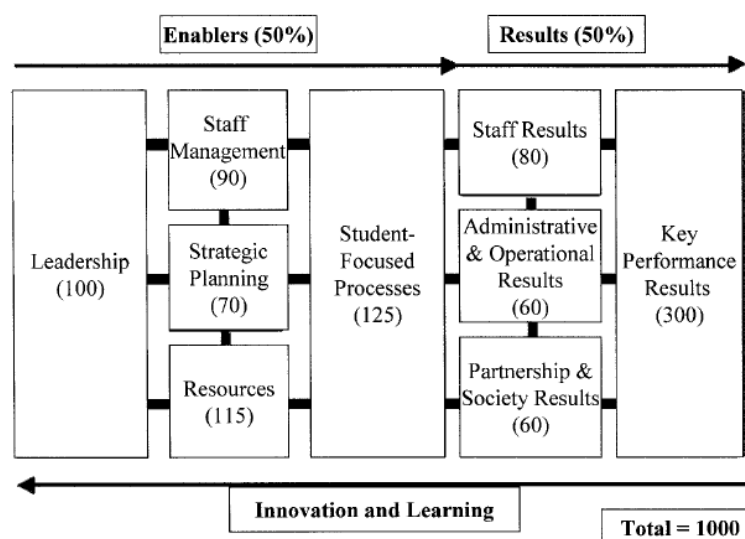 Enablers (50%)
Results (50%)
Leadership
(100)
Staff
Management
(90)
Strategic
Planning
(70)
Resources
(115)
Student-
Focused
Processes
(125)
Staff Results
(80)
Administrative
& Operational
Results
(60)
Partnership &
Society Results
(60)
Key
Performance
Results
(300)
Innovation and Learning
Total = 1000